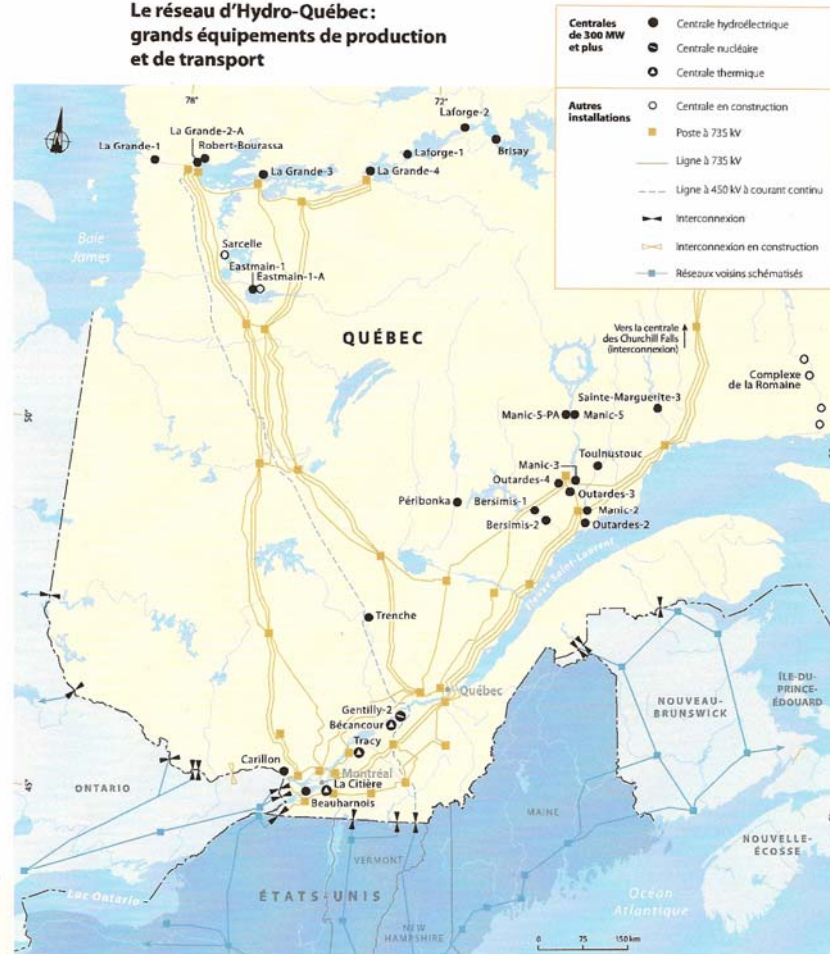 Le réseau d'Hydro-Québec:
grands équipements de production
et de transport
Centrales
de 300 MW
et plus
Centrale hydroélectrique
Centrale nucléaire
Centrale thermique
Autres
installations
Centrale en construction
Poste à 735 kV
Ligne à 735 kV
Ligne à 450 kV à courant continu
Interconnexion
Interconnexion en construction
Réseaux voisins schématisés
78°
72°
Laforge-2
La Grande-2-A
Robert-Bourassa
La Grande-1
Laforge-1
Brisay
La Grande-3
La Grande-4
Baie
James
Sarcelle
Eastmain-1
Eastmain-1-A
QUÉBEC
Vers la centrale
des Churchill Falls
(interconnexion)
Complexe
de la Romaine
50°
Sainte-Marguerite-3
Manic-5-PA
Manic-5
Toulnustouc
Manic-3
Outardes-4
Outardes-3
Péribonka
Bersimis-1
Manic-2
Bersimis-2
Outardes-2
Fleuve Saint-Laurent
Trenche
Québec
Gentilly-2
Bécancour
Tracy
NOUVEAU-
BRUNSWICK
ÎLE-DU-
PRINCE-
ÉDOUARD
45°
Carillon
Montréal
La Citière
Beauharnois
ONTARIO
MAINE
NOUVELLE-
ÉCOSSE
VERMONT
Lac Ontario
ÉTATS-UNIS
Océan
Atlantique
NEW
HAMPSHIRE
0 75 150 km